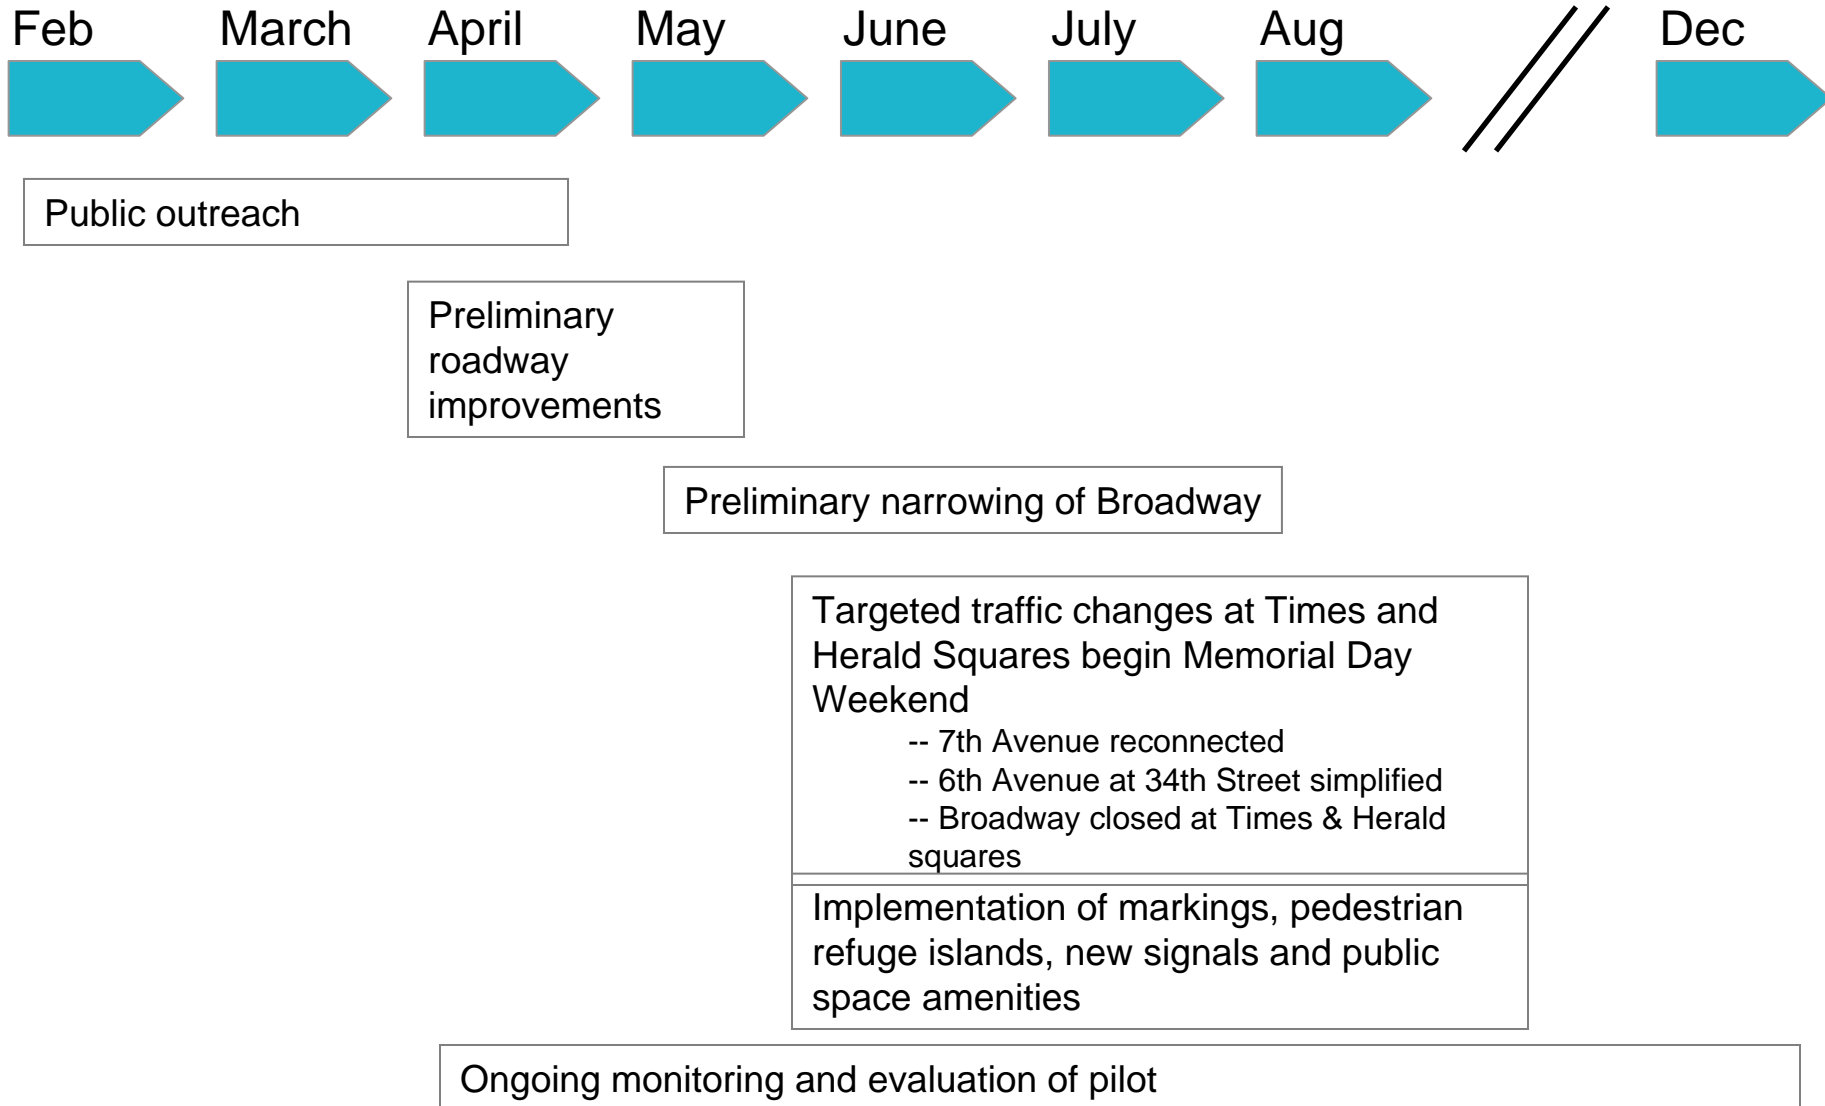 Feb March April May June July Aug Dec
Public outreach
Preliminary
roadway
improvements
Preliminary narrowing of Broadway
Targeted traffic changes at Times and
Herald Squares begin Memorial Day
Weekend
-- 7th Avenue reconnected
-- 6th Avenue at 34th Street simplified
-- Broadway closed at Times & Herald
squares
Implementation of markings, pedestrian
refuge islands, new signals and public
space amenities
Ongoing monitoring and evaluation of pilot